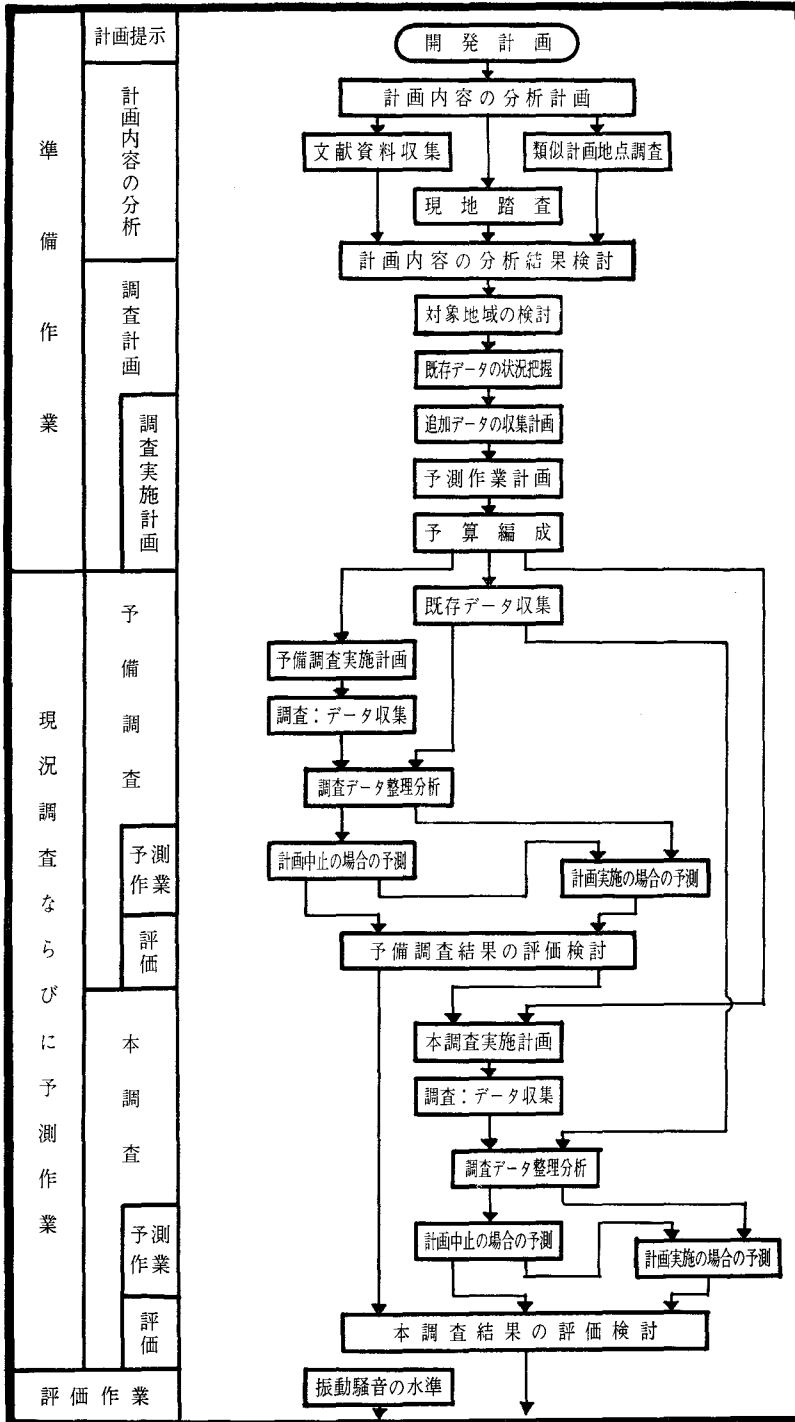 計画提示
開発計画
計画内容の分析計画
準備作業
計画内容の分析
文献資料収集
類似計画地点調査
現地踏査
計画内容の分析結果検討
調査計画
対象地域の検討
既存データの状況把握
調査実施計画
追加データの収集計画
予測作業計画
予算編成
現況調査ならびに予測作業
予備調査
既存データ収集
予備調査実施計画
調査：データ収集
調査データ整理分析
予測
作業
計画中止の場合の予測
計画実施の場合の予測
評価
予備調査結果の評価検討
本調査
本調査実施計画
調査：データ収集
調査データ整理分析
予測
作業
計画中止の場合の予測
計画実施の場合の予測
評価
本調査結果の評価検討
評価作業
振動騒音の水準